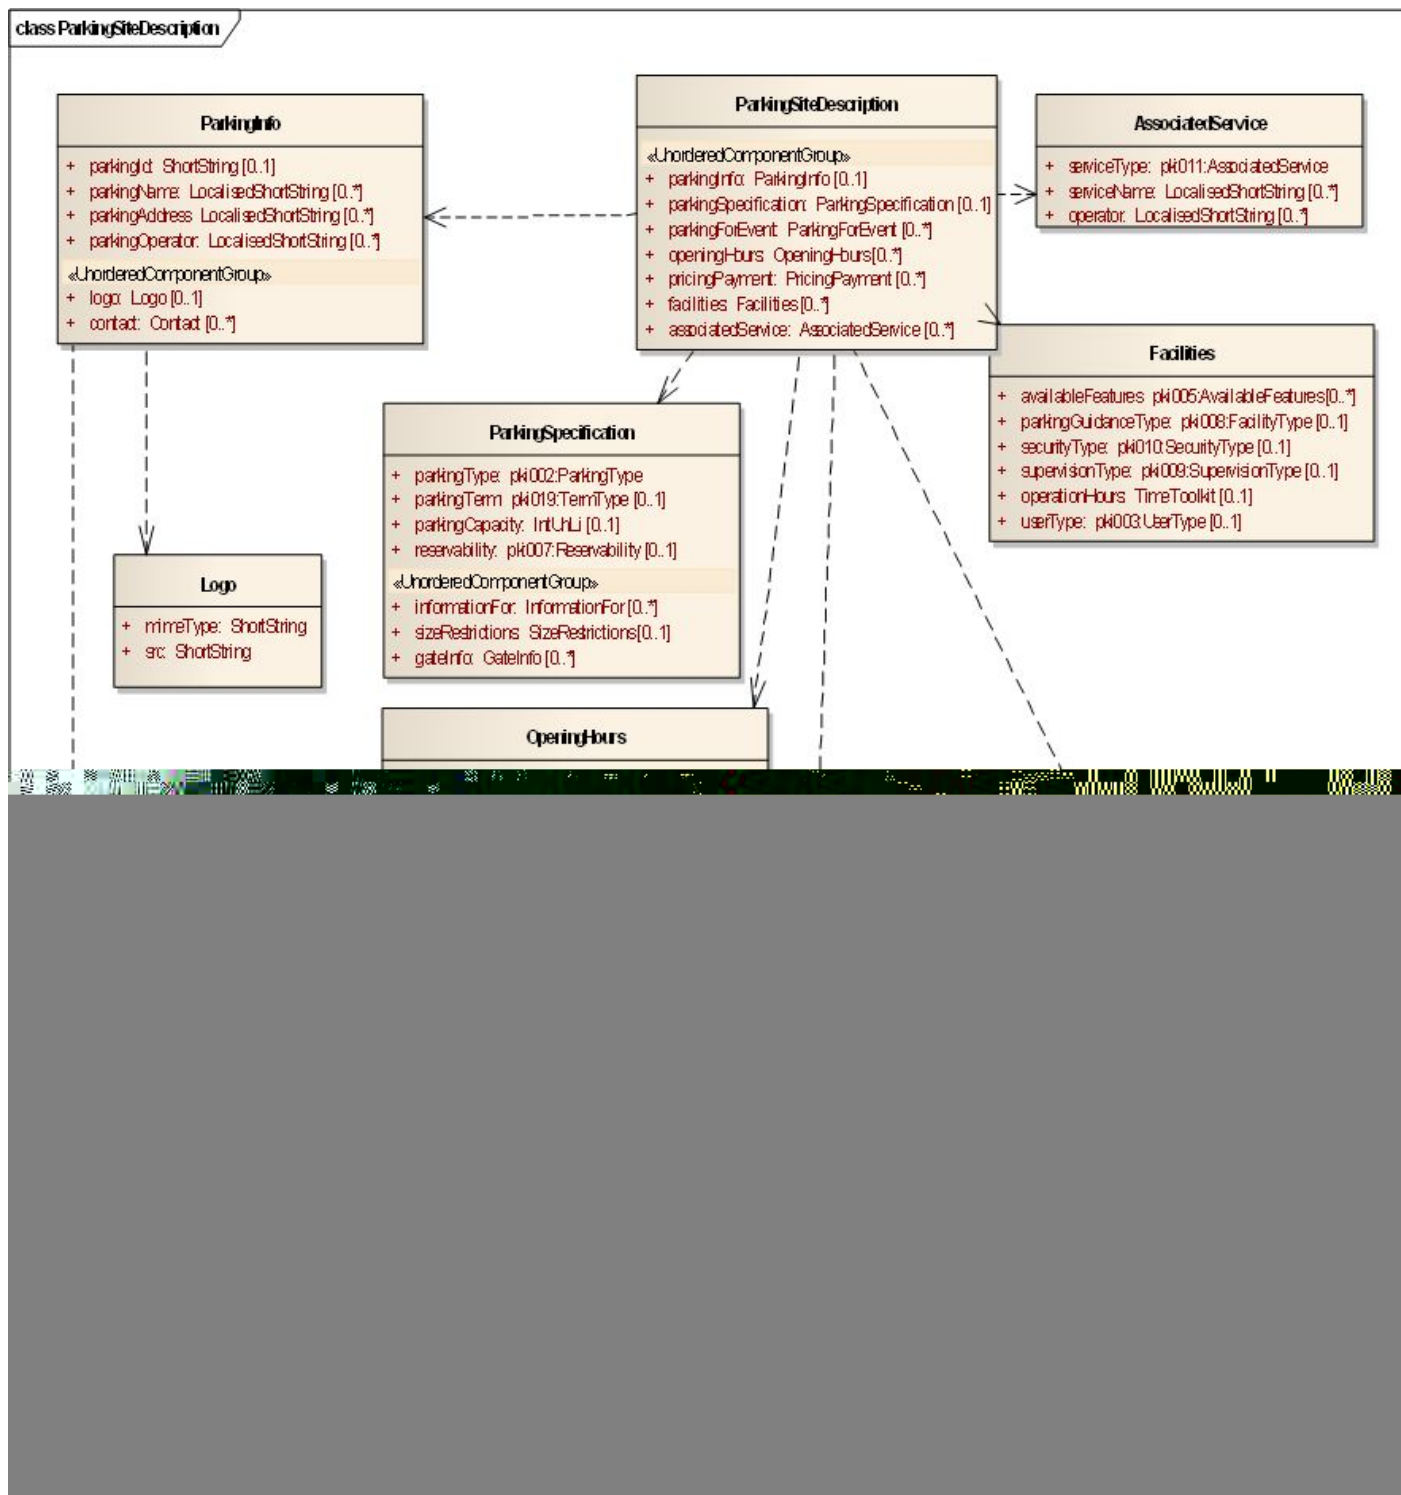 class ParkingSiteDescription
ParkingInfo
+ parkingId: ShortString [0..1]
+ parkingName: LocalisedShortString [0..*]
+ parkingAddress: LocalisedShortString [0..*]
+ parkingOperator: LocalisedShortString [0..*]
«UnorderedComponentGroup»
+ logo: Logo [0..1]
+ contact: Contact [0..*]
ParkingSiteDescription
«UnorderedComponentGroup»
+ parkingInfo: ParkingInfo [0..1]
+ parkingSpecification: ParkingSpecification [0..1]
+ parkingForEvent: ParkingForEvent [0..*]
+ openingHours: OpeningHours [0..*]
+ pricingPayment: PricingPayment [0..*]
+ facilities: Facilities [0..*]
+ associatedService: AssociatedService [0..*]
AssociatedService
+ serviceType: pki011:AssociatedService
+ serviceName: LocalisedShortString [0..*]
+ operator: LocalisedShortString [0..*]
Facilities
+ availableFeatures: pki005:AvailableFeatures [0..*]
+ parkingGuidanceType: pki008:FacilityType [0..1]
+ securityType: pki010:SecurityType [0..1]
+ supervisionType: pki009:SupervisionType [0..1]
+ operationHours: TimeToolkit [0..1]
+ userType: pki003:UserType [0..1]
ParkingSpecification
+ parkingType: pki002:ParkingType
+ parkingTerm: pki019:TermType [0..1]
+ parkingCapacity: IntUnLi [0..1]
+ reservability: pki007:Reservability [0..1]
«UnorderedComponentGroup»
+ informationFor: InformationFor [0..*]
+ sizeRestrictions: SizeRestrictions [0..1]
+ gateInfo: GateInfo [0..*]
Logo
+ mimeType: ShortString
+ src: ShortString
OpeningHours